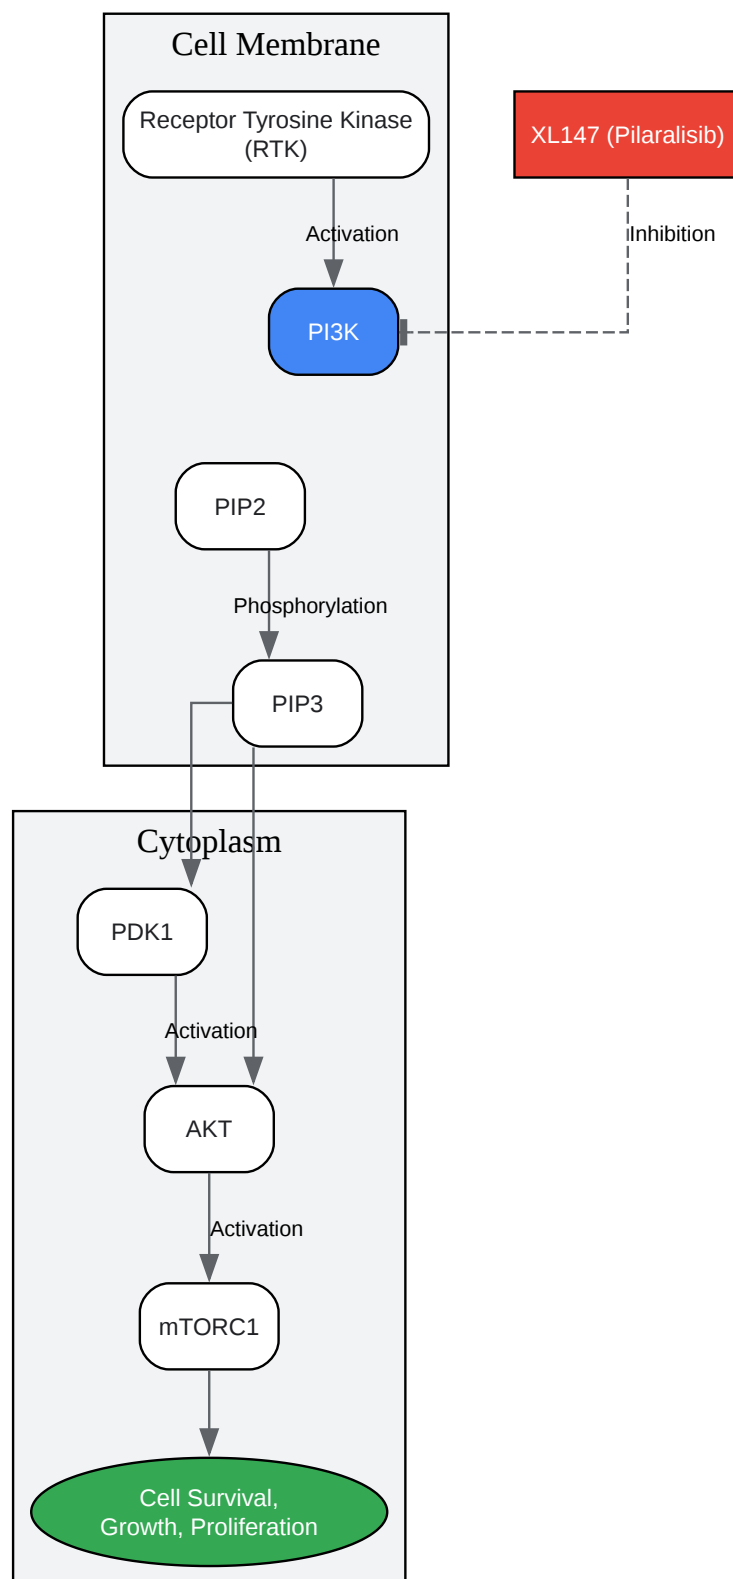 Cell Membrane
Receptor Tyrosine Kinase
(RTK)
XL147 (Pilaralisib)
Activation
Inhibition
PI3K
PIP2
Phosphorylation
PIP3
Cytoplasm
PDK1
Activation
AKT
Activation
mTORC1
Cell Survival,
Growth, Proliferation